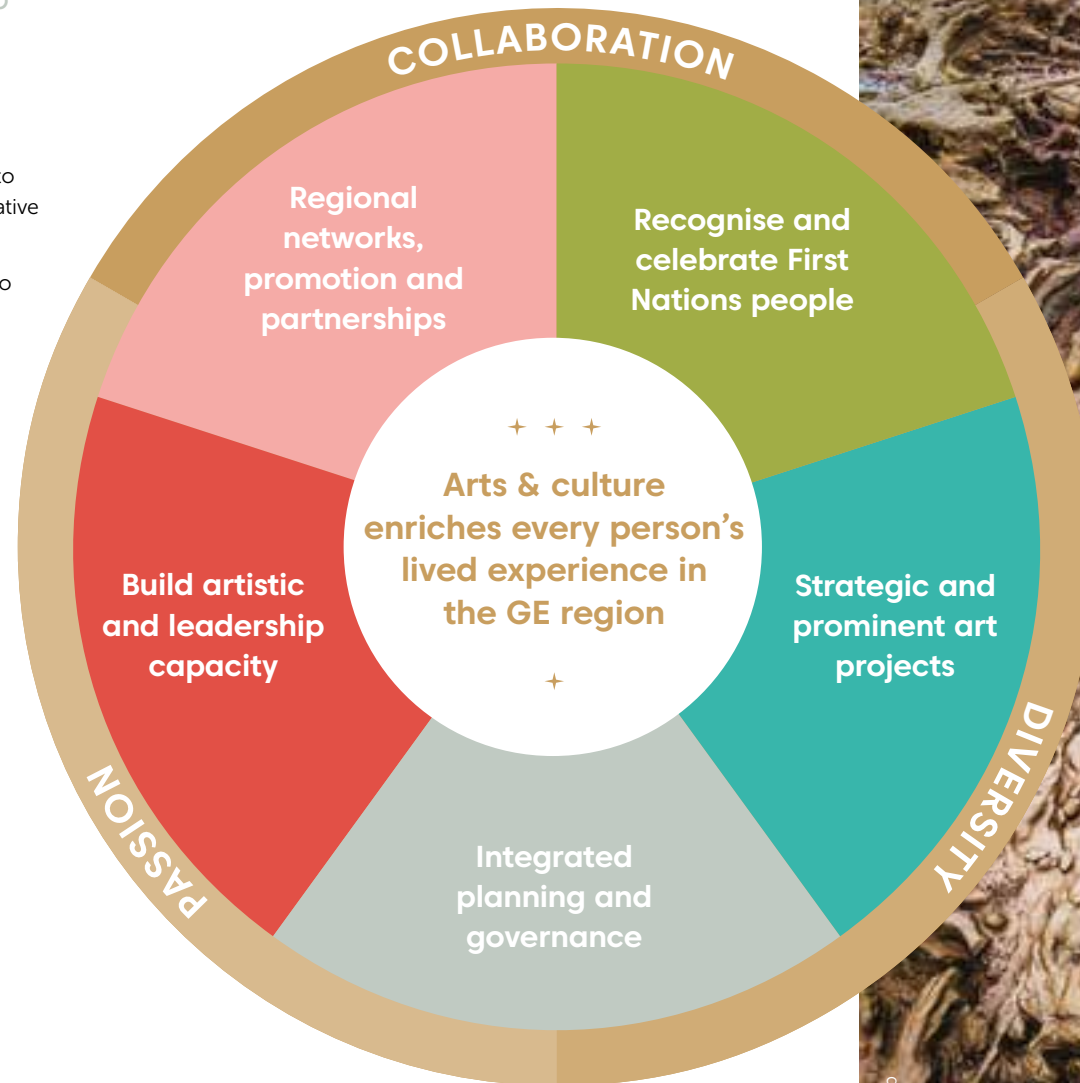 COLLABORATION
to
Regional
networks,
promotion and
partnerships
Recognise and
celebrate First
Nations people
Arts & culture
enriches every person’s
lived experience in
the GE region
Build artistic
and leadership
capacity
Strategic and
prominent art
projects
Integrated
planning and
governance
PASSION
DIVERSITY